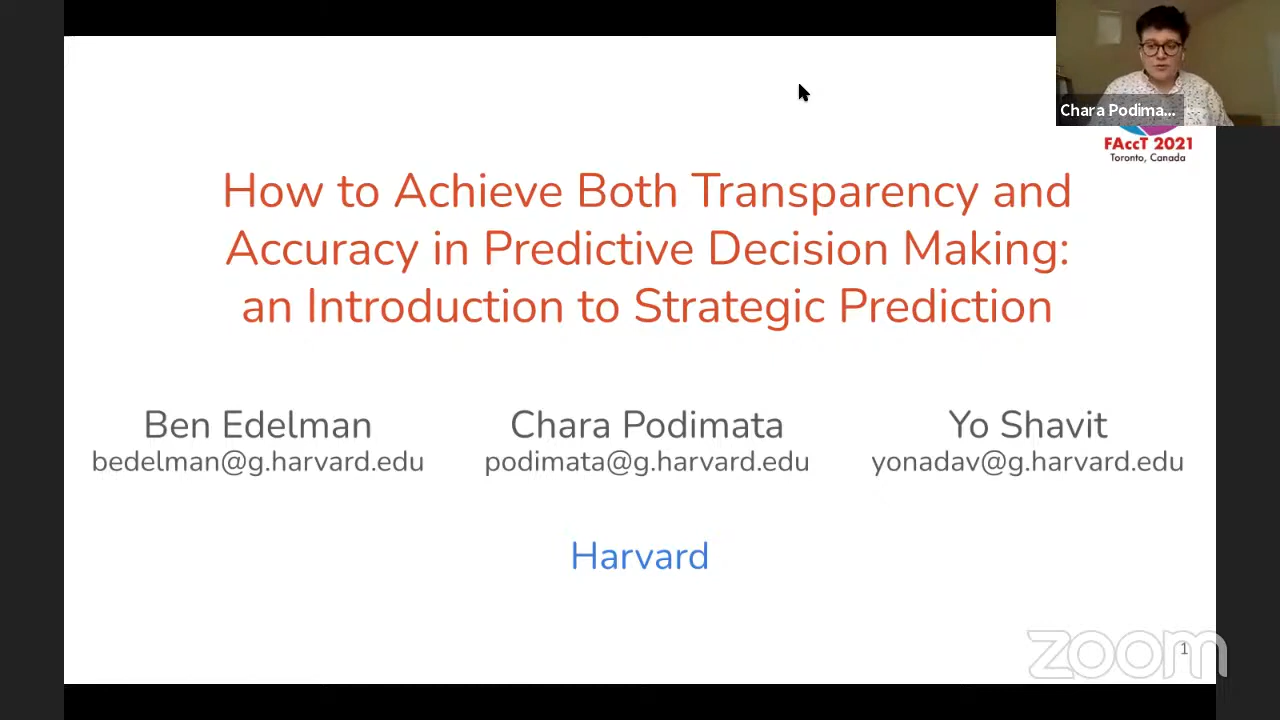 Chara Podima...
FAccT 2021
Toronto, Canada
How to Achieve Both Transparency and
Accuracy in Predictive Decision Making:
an Introduction to Strategic Prediction
Ben Edelman
bedelman@g.harvard.edu
Chara Podimata
podimata@g.harvard.edu
Yo Shavit
yonadav@g.harvard.edu
Harvard
zoom
1